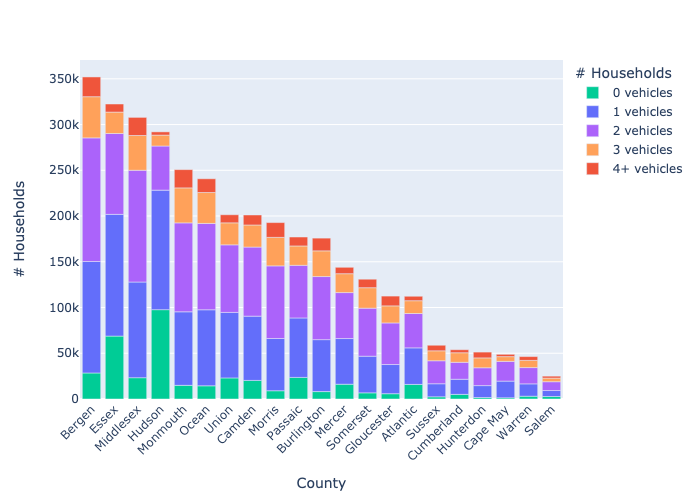 # Households
0 vehicles
1 vehicles
2 vehicles
3 vehicles
4+ vehicles
# Households
350k
300k
250k
200k
150k
100k
50k
0
Bergen
Essex
Middlesex
Hudson
Monmouth
Ocean
Union
Camden
Morris
Passaic
Burlington
Mercer
Somerset
Gloucester
Atlantic
Sussex
Cumberland
Hunterdon
Cape May
Warren
Salem
County